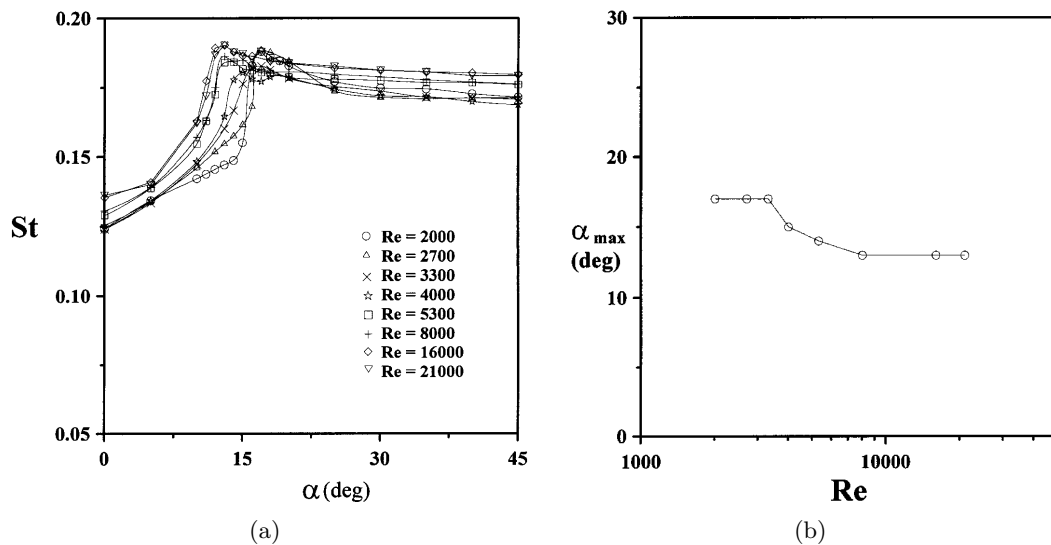 0.20
0.15
St
0.10
0.05
0
15
30
45
α (deg)
Re = 2000
Re = 2700
Re = 3300
Re = 4000
Re = 5300
Re = 8000
Re = 16000
Re = 21000
(a)
30
20
α max
(deg)
10
0
1000
10000
Re
(b)